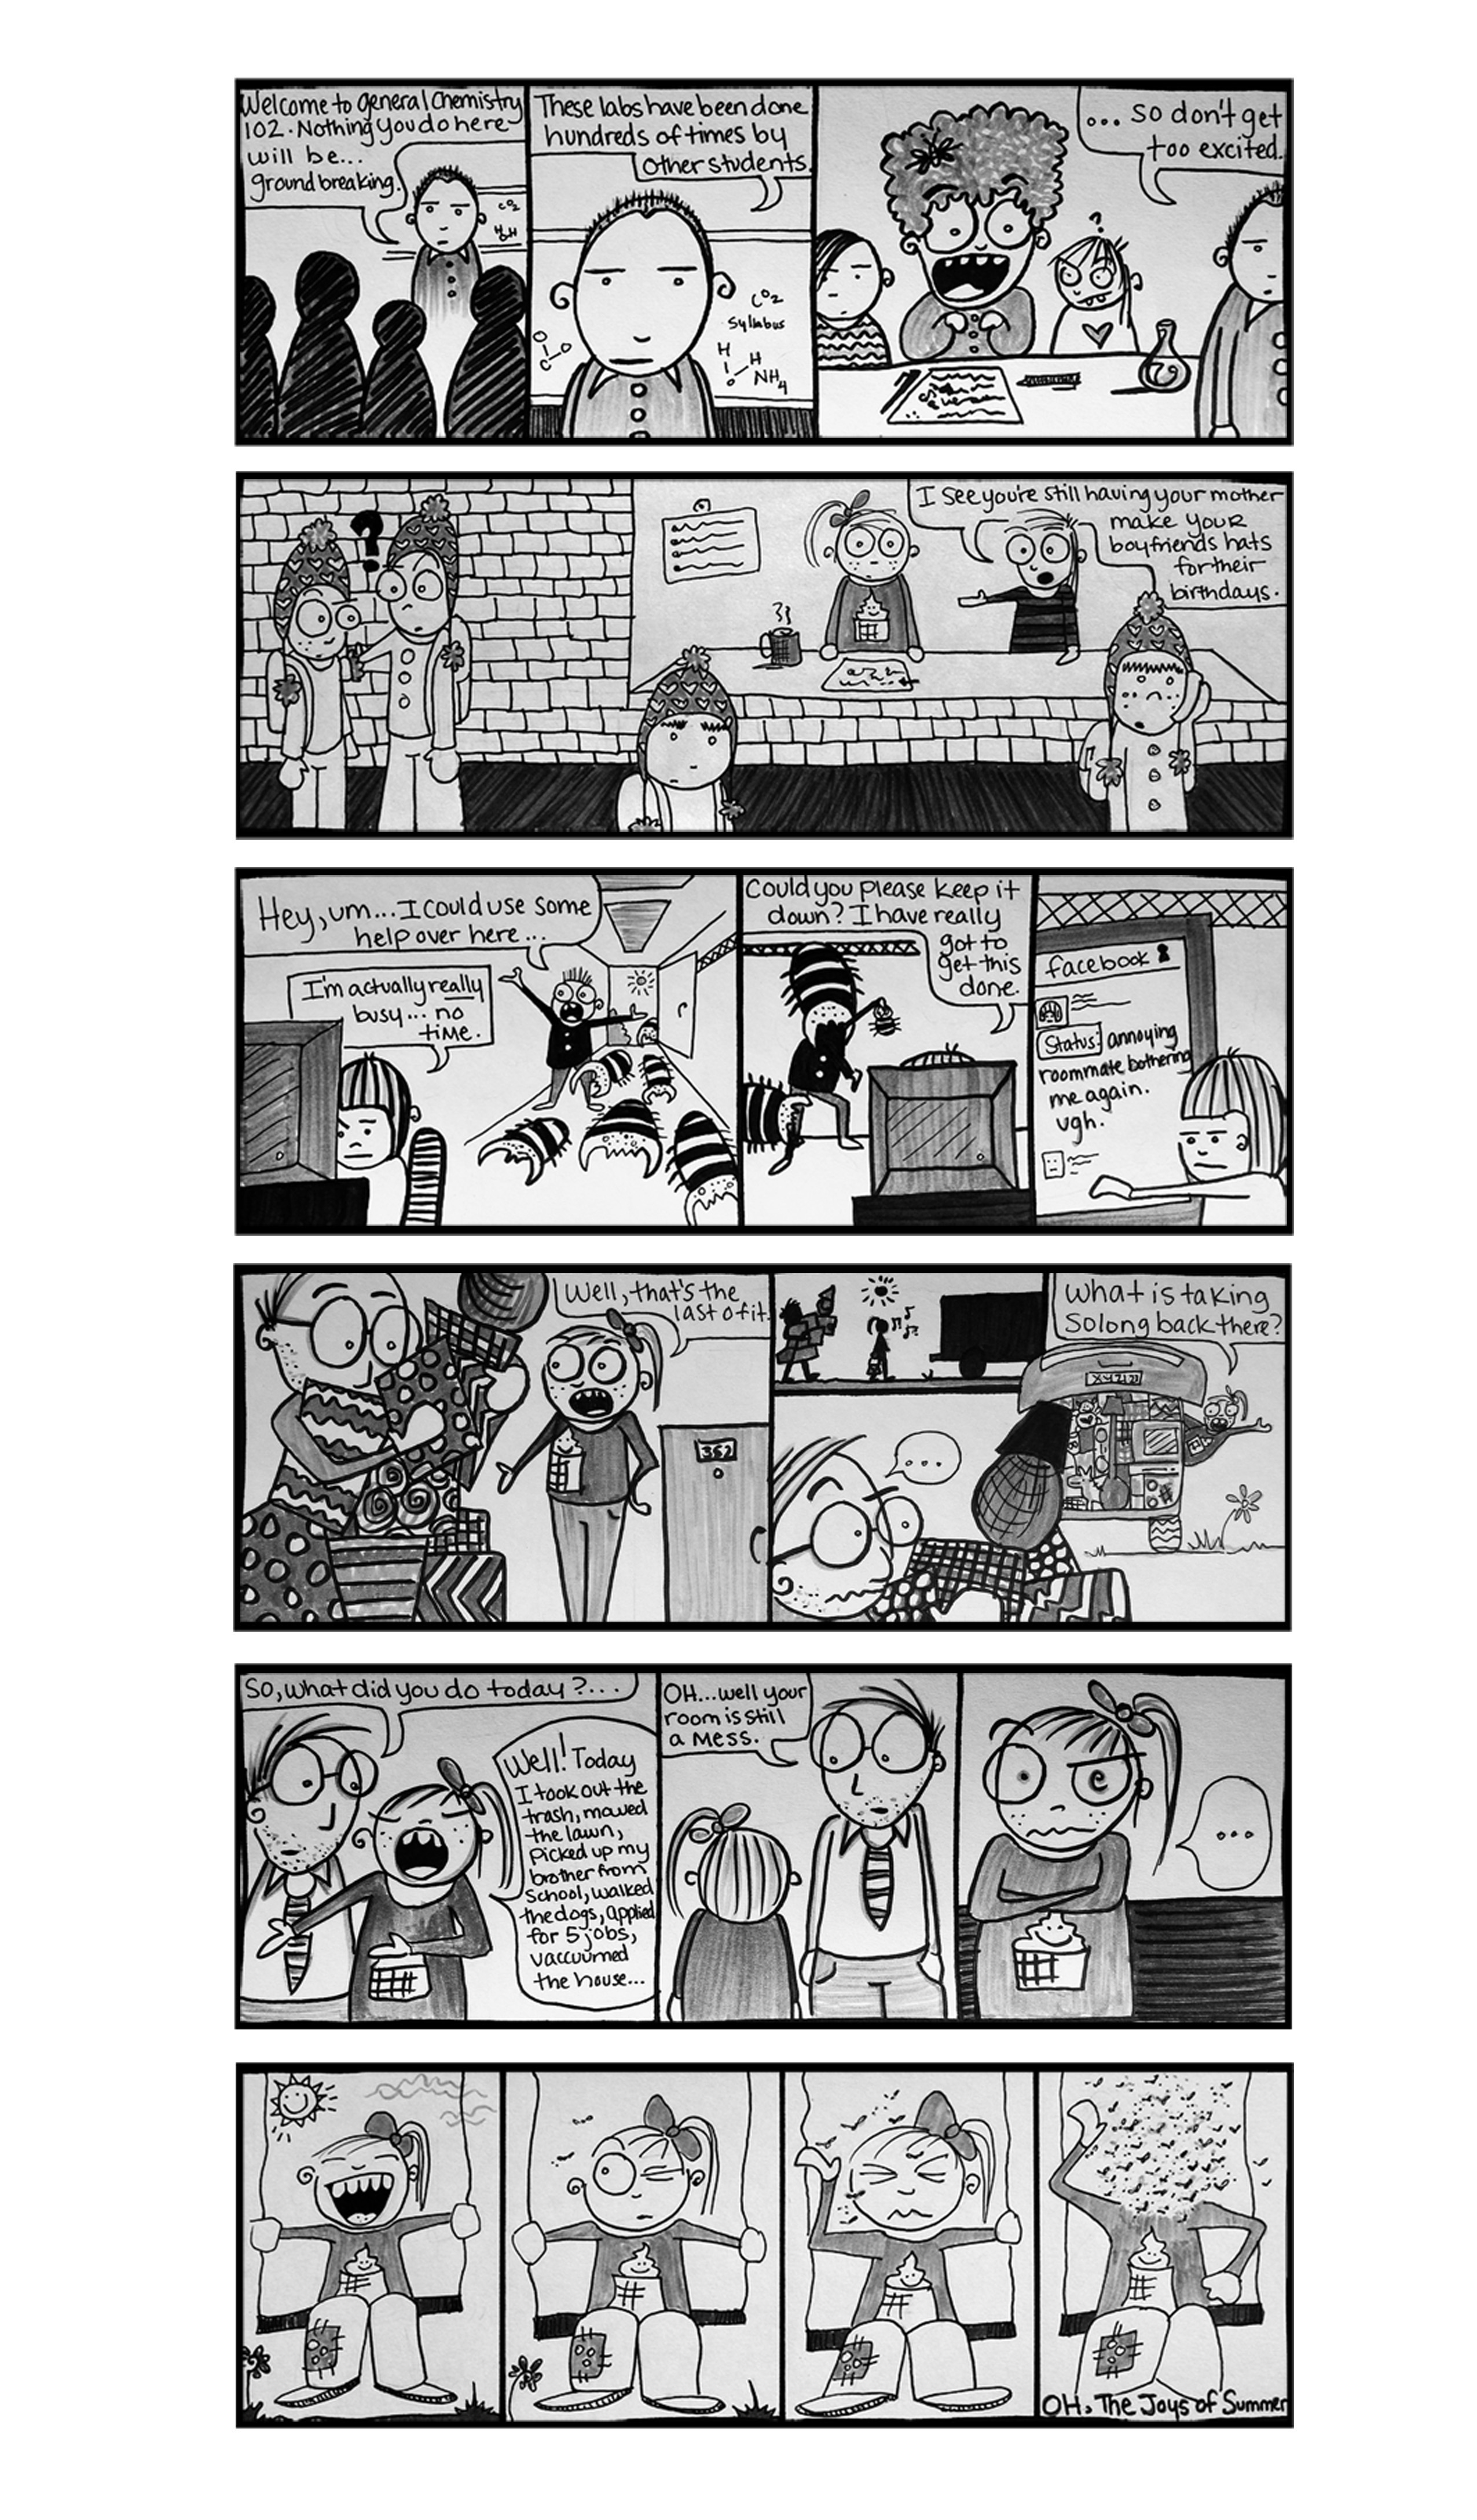 Welcome to general Chemistry
102. Nothing you do here
will be...
ground breaking.
CO2
H
OH
These labs have been done
hundreds of times by
other students.
CO2
Syllabus
O
C
O
H
H
O
NH4
... so don't get
too excited.
?
?
I see you're still having your mother
make your
boyfriends hats
for their
birthdays.
Hey, um... I could use some
help over here...
I'm actually really
busy... no
time.
Could you please keep it
down? I have really
got to
get this
done.
facebook
Status: annoying
roommate bothering
me again.
ugh.
Well, that's the
last of it.
362
What is taking
So long back there?
...
So, what did you do today?...
Well! Today
I took out the
trash, mowed
the lawn,
picked up my
brother from
school, walked
the dogs, applied
for 5 jobs,
vaccuumed
the house...
OH...well your
room is still
a mess.
...
OH, The Joys of Summer